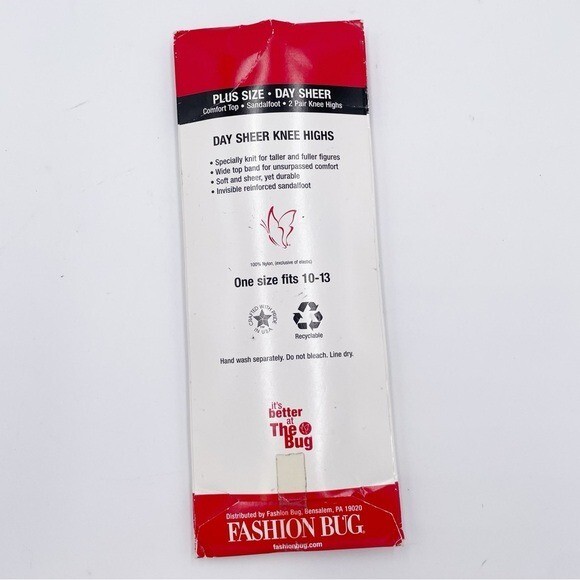 PLUS SIZE • DAY SHEER
Comfort Top • Sandalfoot • 2 Pair Knee Highs
DAY SHEER KNEE HIGHS
• Specially knit for taller and fuller figures
• Wide top band for unsurpassed comfort
• Soft and sheer, yet durable
• Invisible reinforced sandalfoot
100% Nylon, (exclusive of elastic)
One size fits 10-13
CRAFTED WITH PRIDE
IN U.S.A.
Recyclable
Hand wash separately. Do not bleach. Line dry.
it's
better
at
The
Bug
Distributed by Fashion Bug, Bensalem, PA 19020
FASHION BUG®
fashionbug.com